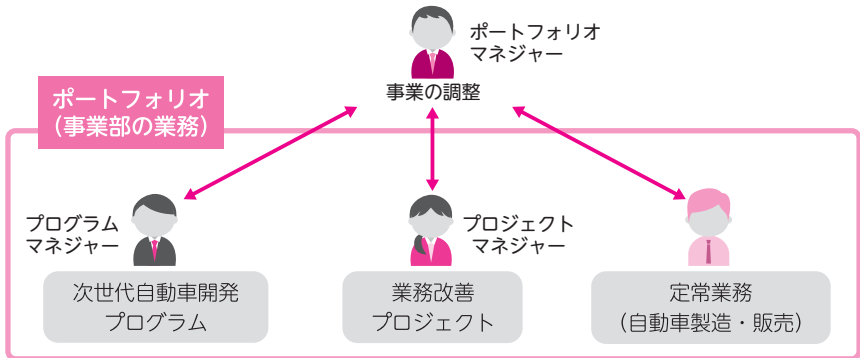 ポートフォリオ
マネジャー
事業の調整
ポートフォリオ
（事業部の業務）
プログラム
マネジャー
プロジェクト
マネジャー
次世代自動車開発
プログラム
業務改善
プロジェクト
定常業務
（自動車製造・販売）